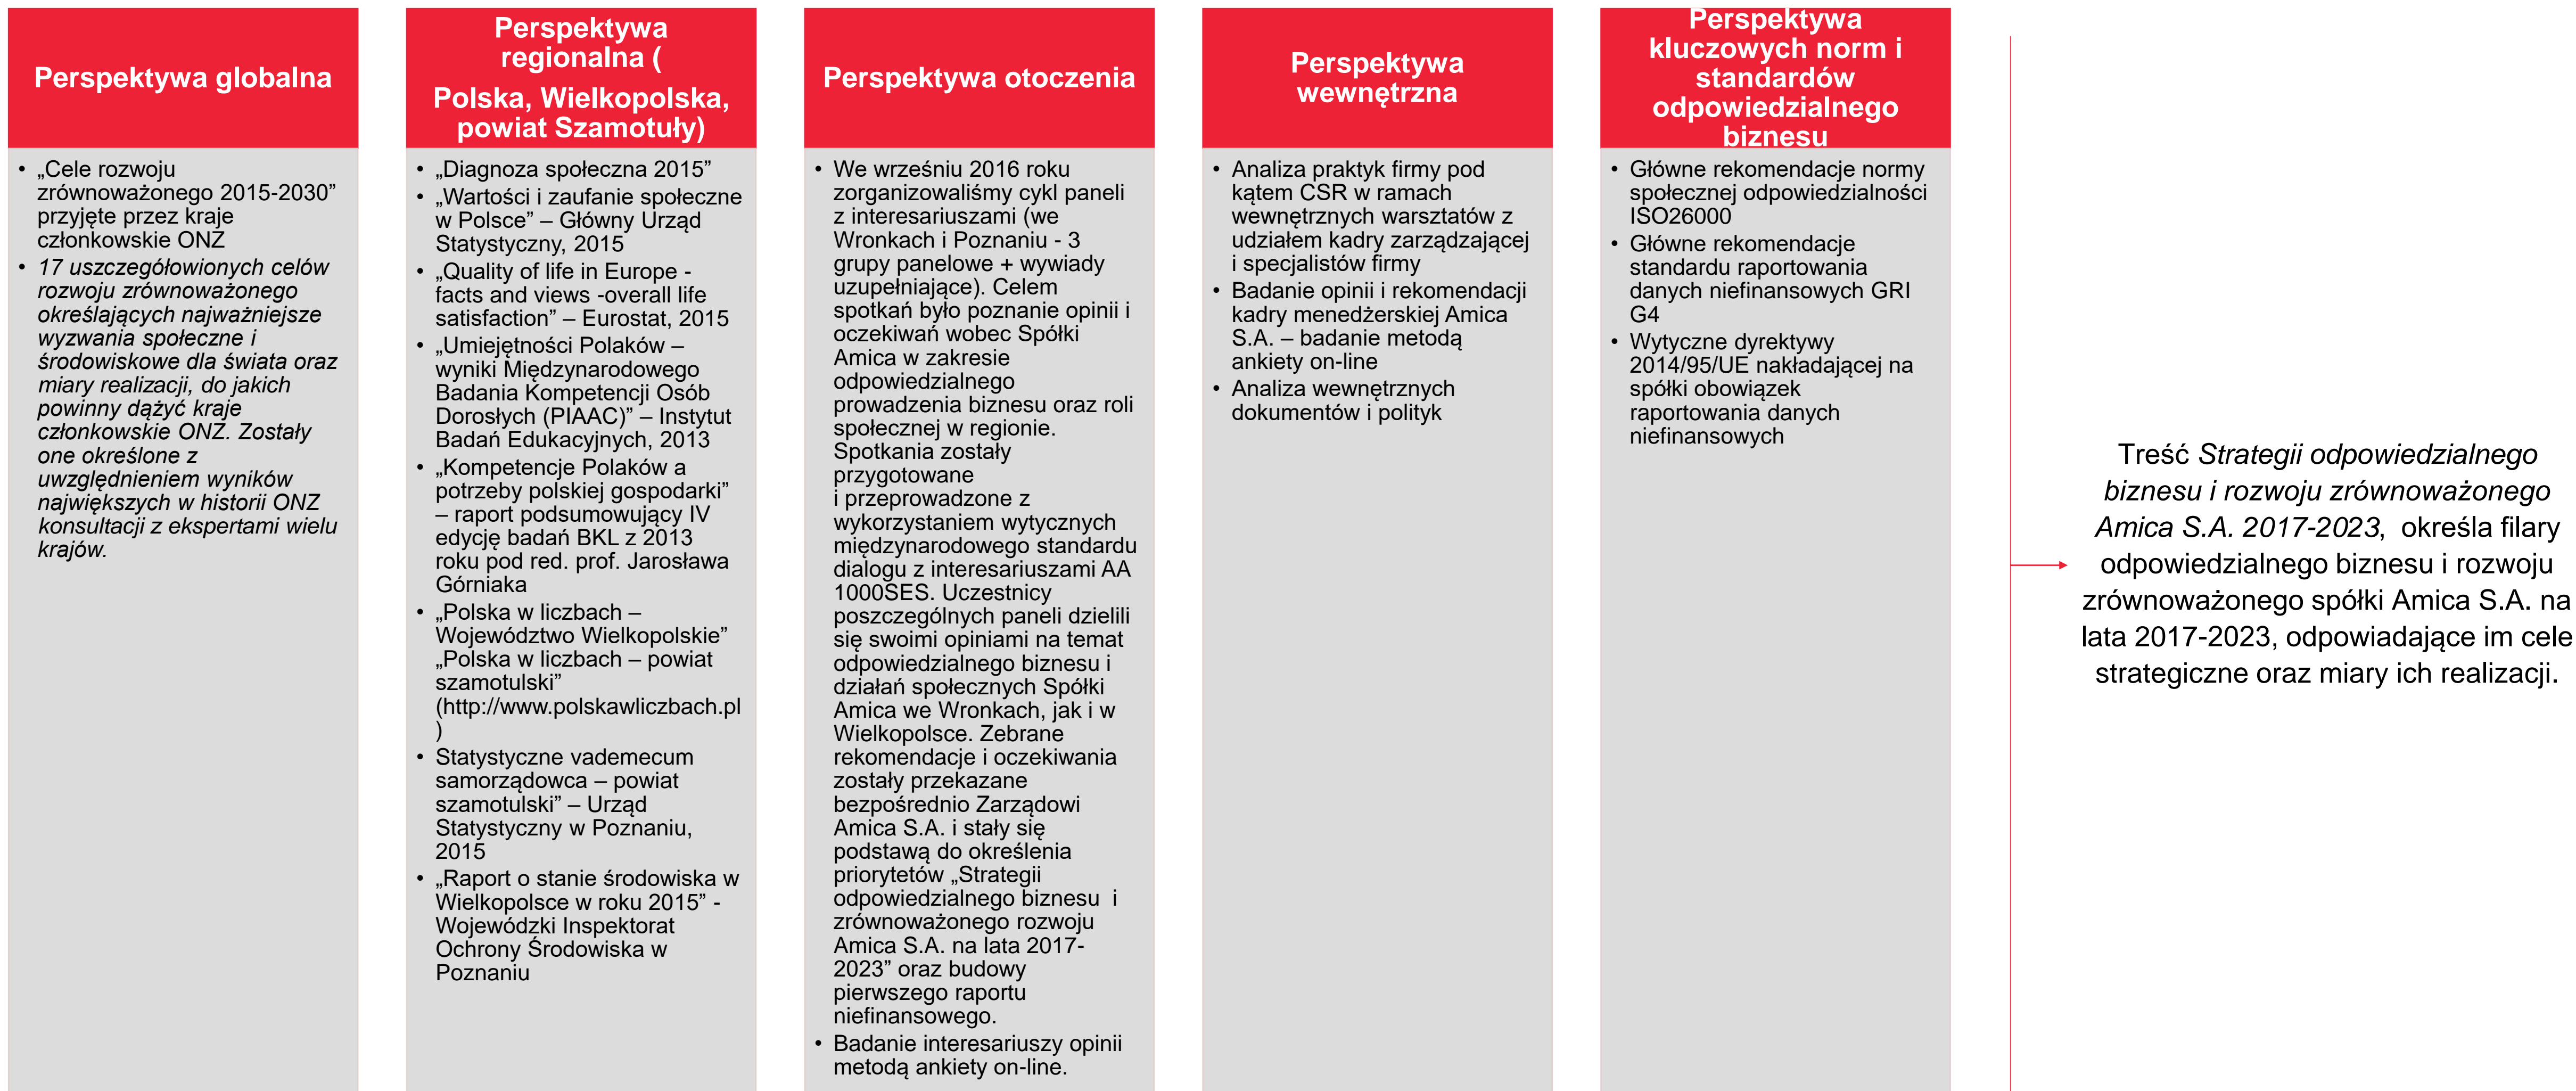 Perspektywa globalna
• „Cele rozwoju
zrównoważonego 2015-2030”
przyjęte przez kraje
członkowskie ONZ
• 17 uszczegółowionych celów
rozwoju zrównoważonego
określających najważniejsze
wyzwania społeczne i
środowiskowe dla świata oraz
miary realizacji, do jakich
powinny dążyć kraje
członkowskie ONZ. Zostały
one określone z
uwzględnieniem wyników
największych w historii ONZ
konsultacji z ekspertami wielu
krajów.
Perspektywa
regionalna (
Polska, Wielkopolska,
powiat Szamotuły)
• „Diagnoza społeczna 2015”
• „Wartości i zaufanie społeczne
w Polsce” – Główny Urząd
Statystyczny, 2015
• „Quality of life in Europe -
facts and views -overall life
satisfaction” – Eurostat, 2015
• „Umiejętności Polaków –
wyniki Międzynarodowego
Badania Kompetencji Osób
Dorosłych (PIAAC)” – Instytut
Badań Edukacyjnych, 2013
• „Kompetencje Polaków a
potrzeby polskiej gospodarki”
– raport podsumowujący IV
edycję badań BKL z 2013
roku pod red. prof. Jarosława
Górniaka
• „Polska w liczbach –
Województwo Wielkopolskie”
„Polska w liczbach – powiat
szamotulski”
(http://www.polskawliczbach.pl
)
• Statystyczne vademecum
samorządowca – powiat
szamotulski” – Urząd
Statystyczny w Poznaniu,
2015
• „Raport o stanie środowiska w
Wielkopolsce w roku 2015” -
Wojewódzki Inspektorat
Ochrony Środowiska w
Poznaniu
Perspektywa otoczenia
• We wrześniu 2016 roku
zorganizowaliśmy cykl paneli
z interesariuszami (we
Wronkach i Poznaniu - 3
grupy panelowe + wywiady
uzupełniające). Celem
spotkań było poznanie opinii i
oczekiwań wobec Spółki
Amica w zakresie
odpowiedzialnego
prowadzenia biznesu oraz roli
społecznej w regionie.
Spotkania zostały
przygotowane
i przeprowadzone z
wykorzystaniem wytycznych
międzynarodowego standardu
dialogu z interesariuszami AA
1000SES. Uczestnicy
poszczególnych paneli dzielili
się swoimi opiniami na temat
odpowiedzialnego biznesu i
działań społecznych Spółki
Amica we Wronkach, jak i w
Wielkopolsce. Zebrane
rekomendacje i oczekiwania
zostały przekazane
bezpośrednio Zarządowi
Amica S.A. i stały się
podstawą do określenia
priorytetów „Strategii
odpowiedzialnego biznesu i
zrównoważonego rozwoju
Amica S.A. na lata 2017-
2023” oraz budowy
pierwszego raportu
niefinansowego.
• Badanie interesariuszy opinii
metodą ankiety on-line.
Perspektywa
wewnętrzna
• Analiza praktyk firmy pod
kątem CSR w ramach
wewnętrznych warsztatów z
udziałem kadry zarządzającej
i specjalistów firmy
• Badanie opinii i rekomendacji
kadry menedżerskiej Amica
S.A. – badanie metodą
ankiety on-line
• Analiza wewnętrznych
dokumentów i polityk
Perspektywa
kluczowych norm i
standardów
odpowiedzialnego
biznesu
• Główne rekomendacje normy
społecznej odpowiedzialności
ISO26000
• Główne rekomendacje
standardu raportowania
danych niefinansowych GRI
G4
• Wytyczne dyrektywy
2014/95/UE nakładającej na
spółki obowiązek
raportowania danych
niefinansowych
Treść Strategii odpowiedzialnego
biznesu i rozwoju zrównoważonego
Amica S.A. 2017-2023, określa filary
odpowiedzialnego biznesu i rozwoju
zrównoważonego spółki Amica S.A. na
lata 2017-2023, odpowiadające im cele
strategiczne oraz miary ich realizacji.